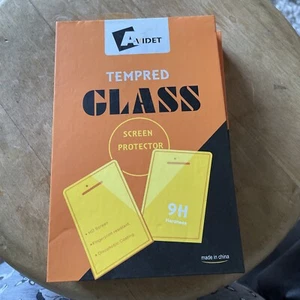 AVIDET
TEMPRED
GLASS
SCREEN
PROTECTOR
9H
made in china